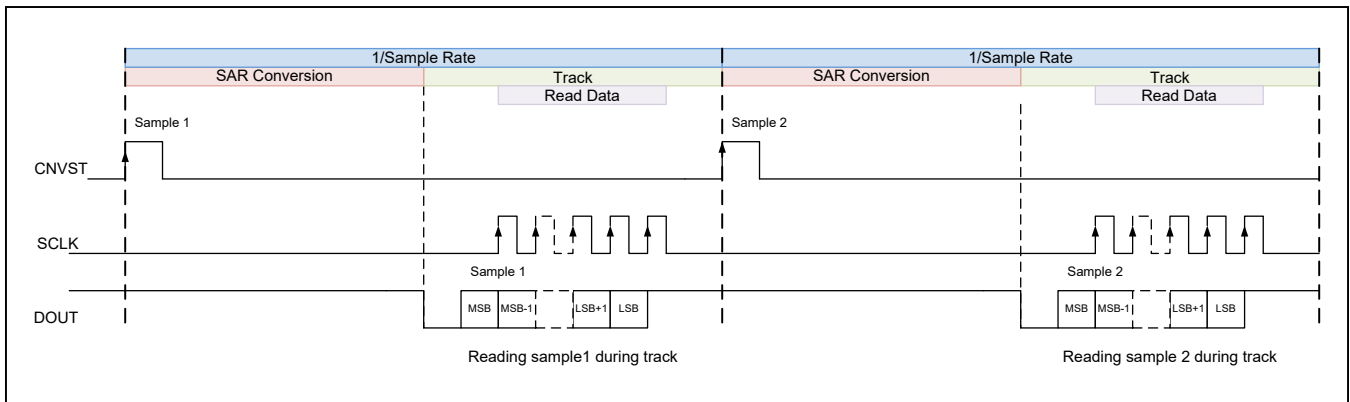 1/Sample Rate 1/Sample Rate
SAR Conversion Track SAR Conversion Track
Read Data Read Data
Sample 1 Sample 2
CNVST
SCLK
Sample 1 Sample 2
DOUT MSB MSB-1 LSB+1 LSB MSB MSB-1 LSB+1 LSB
Reading sample1 during track Reading sample 2 during track